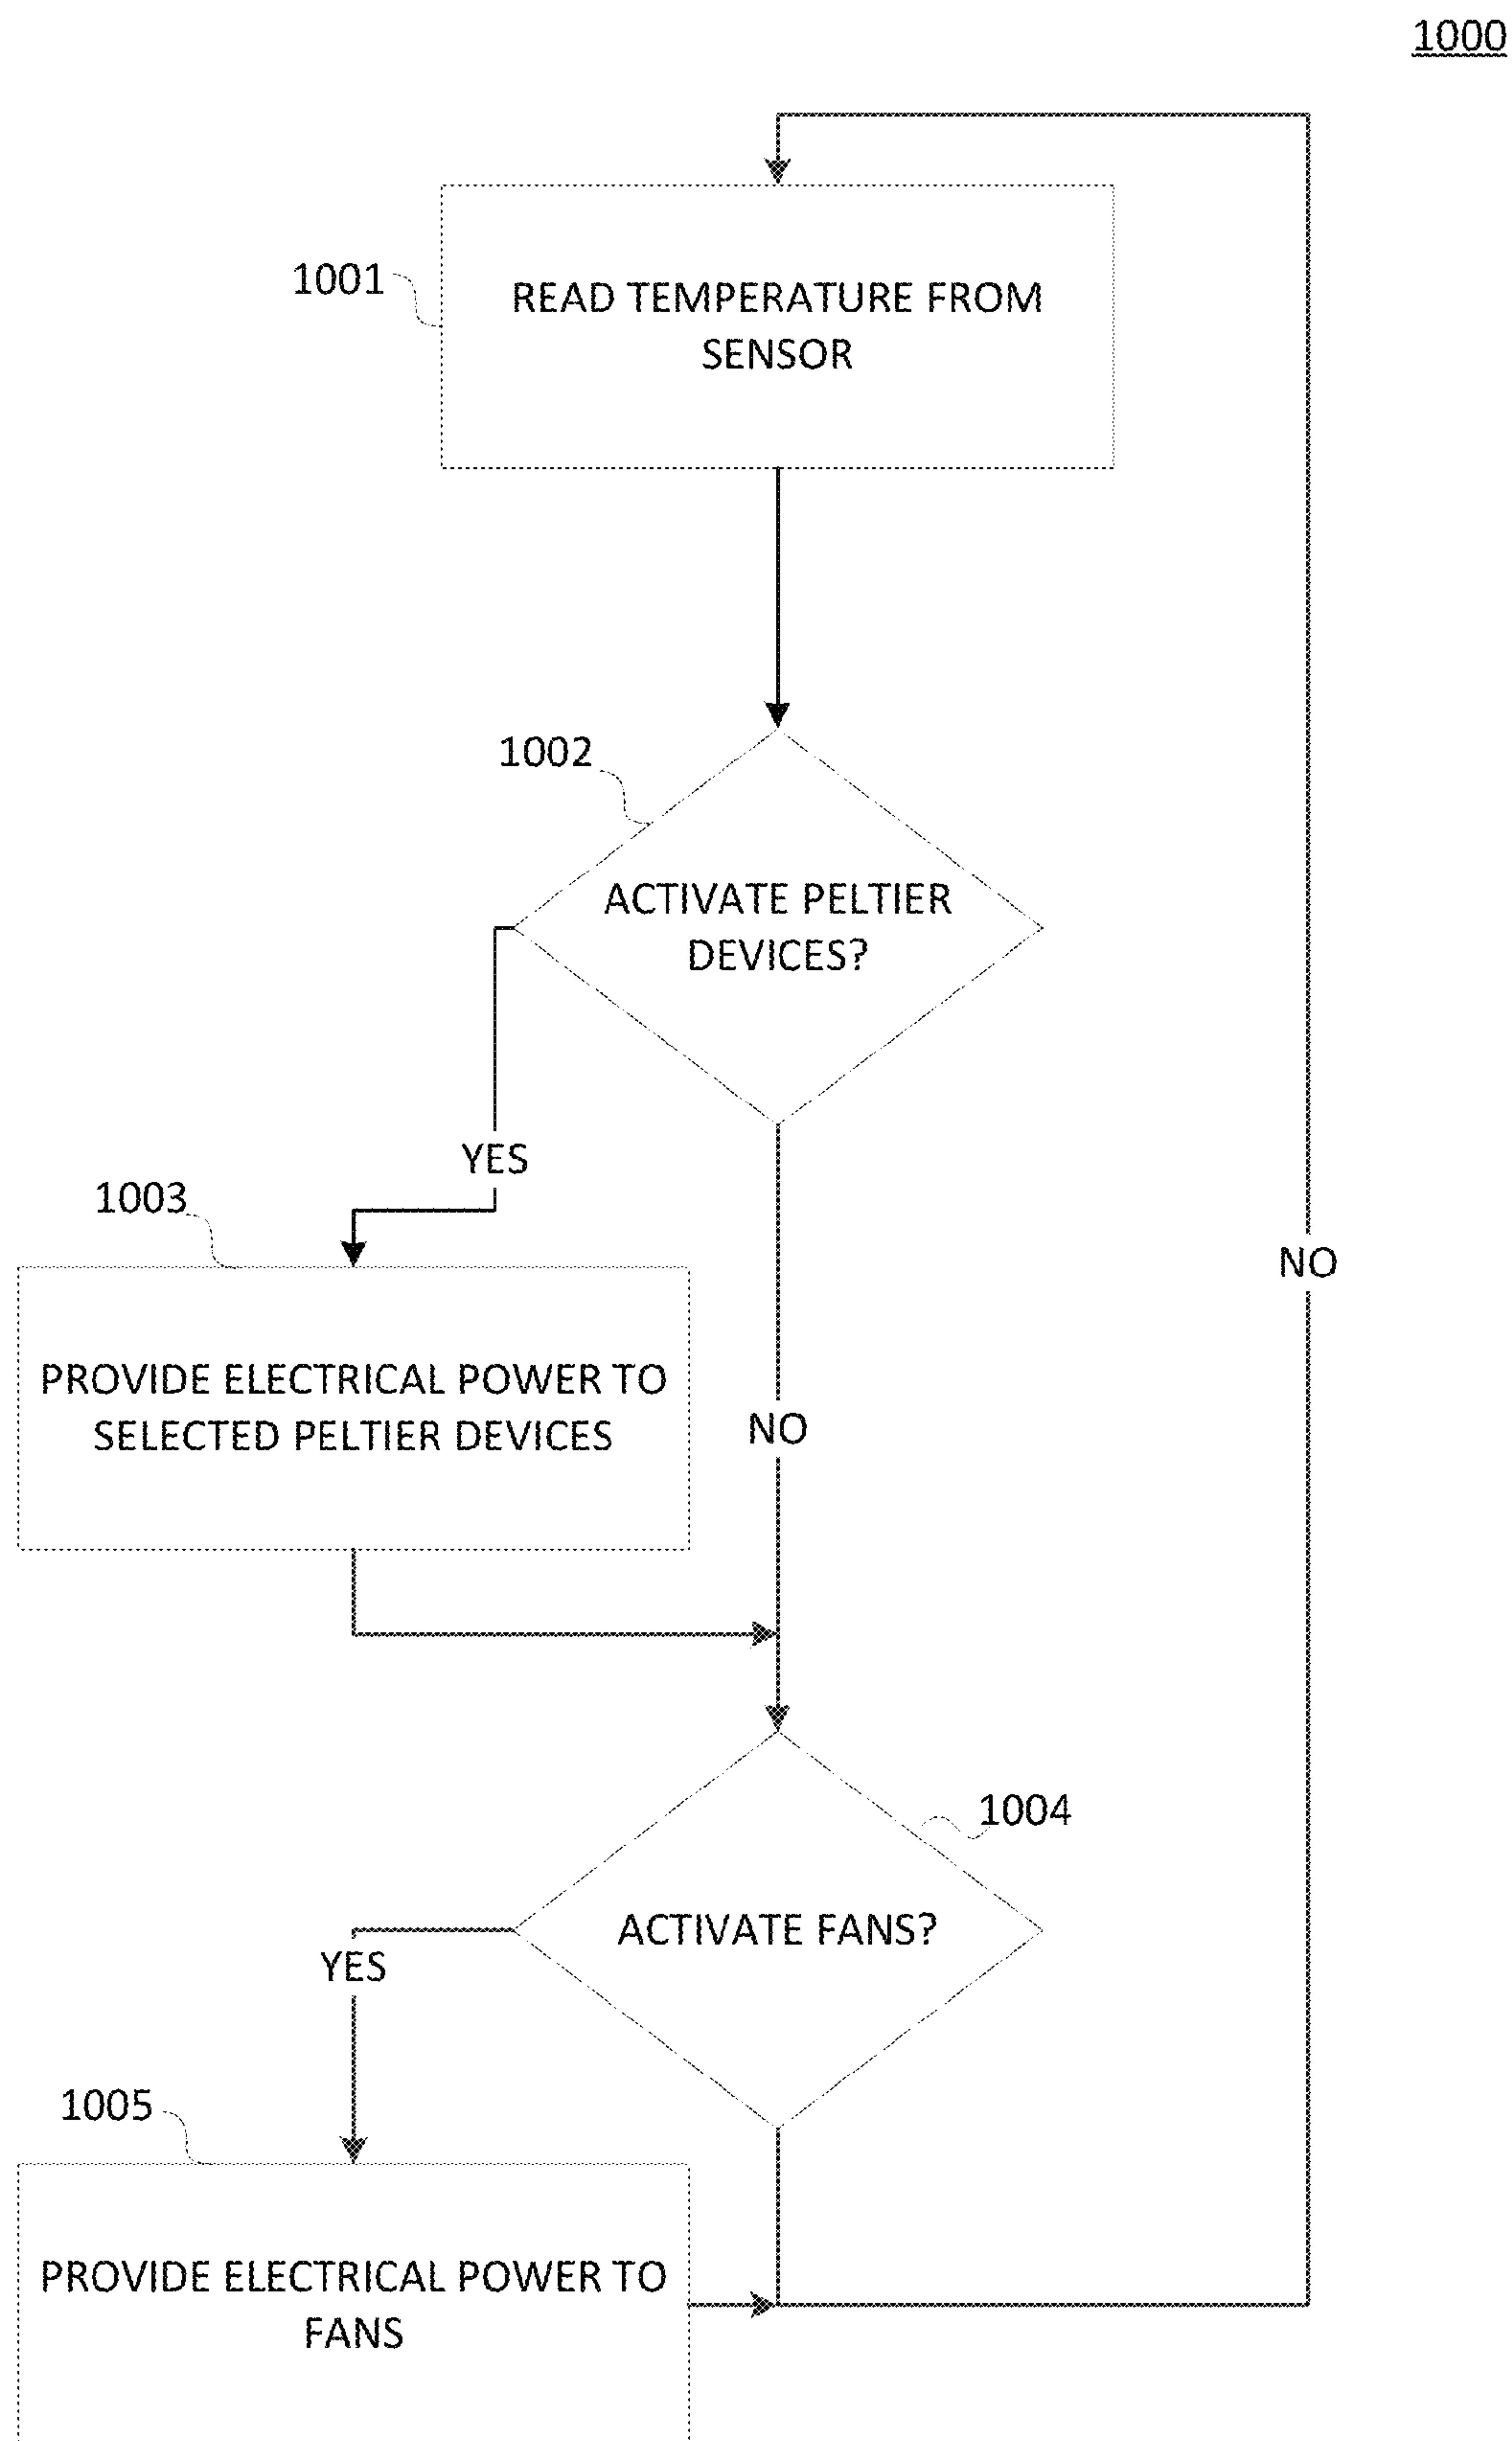 1000
1001
READ TEMPERATURE FROM
SENSOR
1002
ACTIVATE PELTIER
DEVICES?
YES
1003
PROVIDE ELECTRICAL POWER TO
SELECTED PELTIER DEVICES
NO
NO
1004
ACTIVATE FANS?
YES
1005
PROVIDE ELECTRICAL POWER TO
FANS